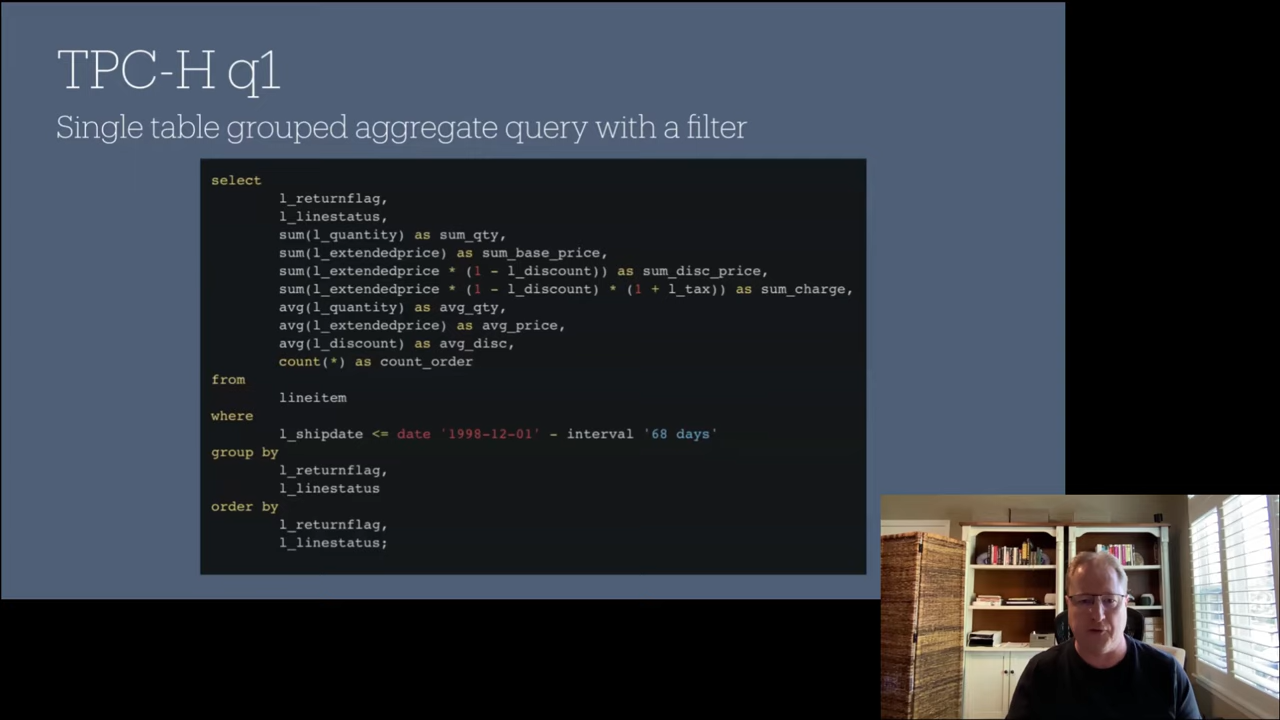 TPC-H q1
Single table grouped aggregate query with a filter
select
l_returnflag,
l_linestatus,
sum(l_quantity) as sum_qty,
sum(l_extendedprice) as sum_base_price,
sum(l_extendedprice * (1 - l_discount)) as sum_disc_price,
sum(l_extendedprice * (1 - l_discount) * (1 + l_tax)) as sum_charge,
avg(l_quantity) as avg_qty,
avg(l_extendedprice) as avg_price,
avg(l_discount) as avg_disc,
count(*) as count_order
from
lineitem
where
l_shipdate <= date '1998-12-01' - interval '68 days'
group by
l_returnflag,
l_linestatus
order by
l_returnflag,
l_linestatus;